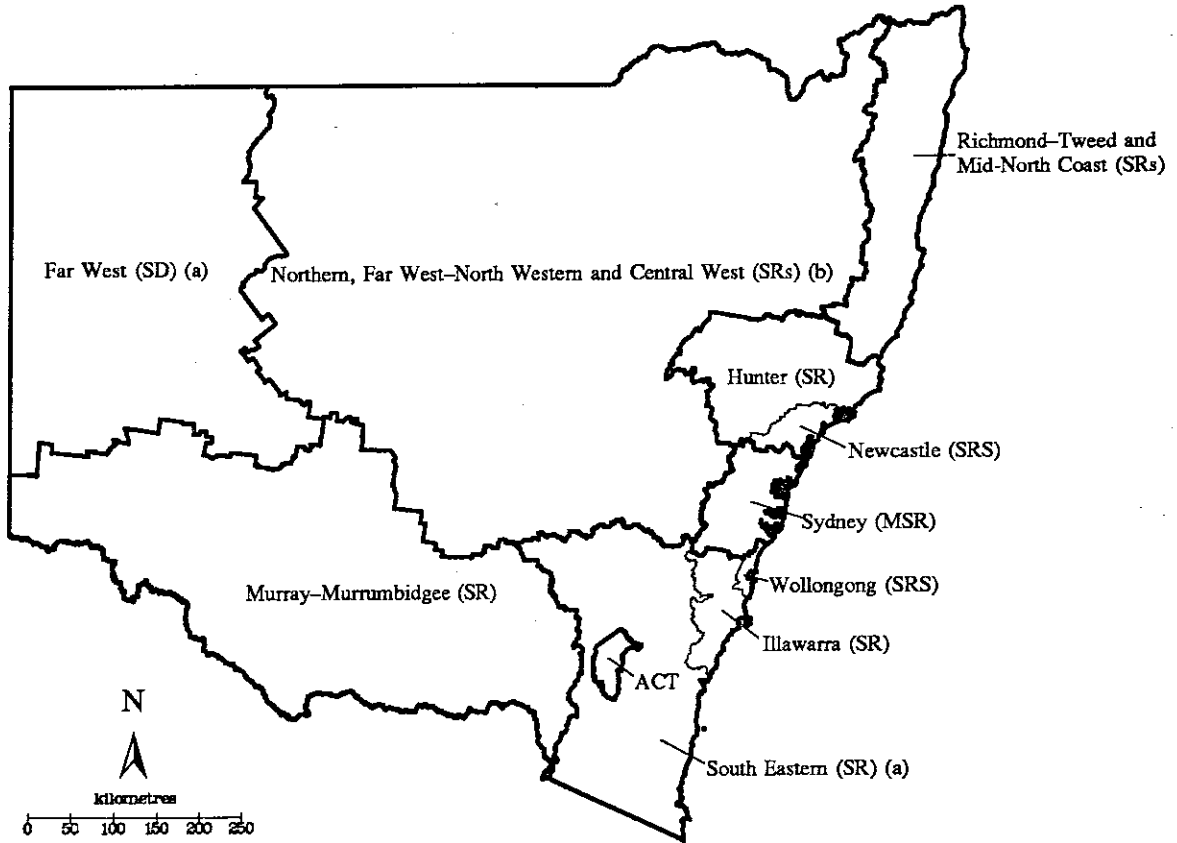 Richmond–Tweed and
Mid-North Coast (SRs)
Far West (SD) (a)
Northern, Far West–North Western and Central West (SRs) (b)
Hunter (SR)
Newcastle (SRS)
Sydney (MSR)
Wollongong (SRS)
Murray–Murrumbidgee (SR)
Illawarra (SR)
ACT
N
South Eastern (SR) (a)
kilometres
0 50 100 150 200 250